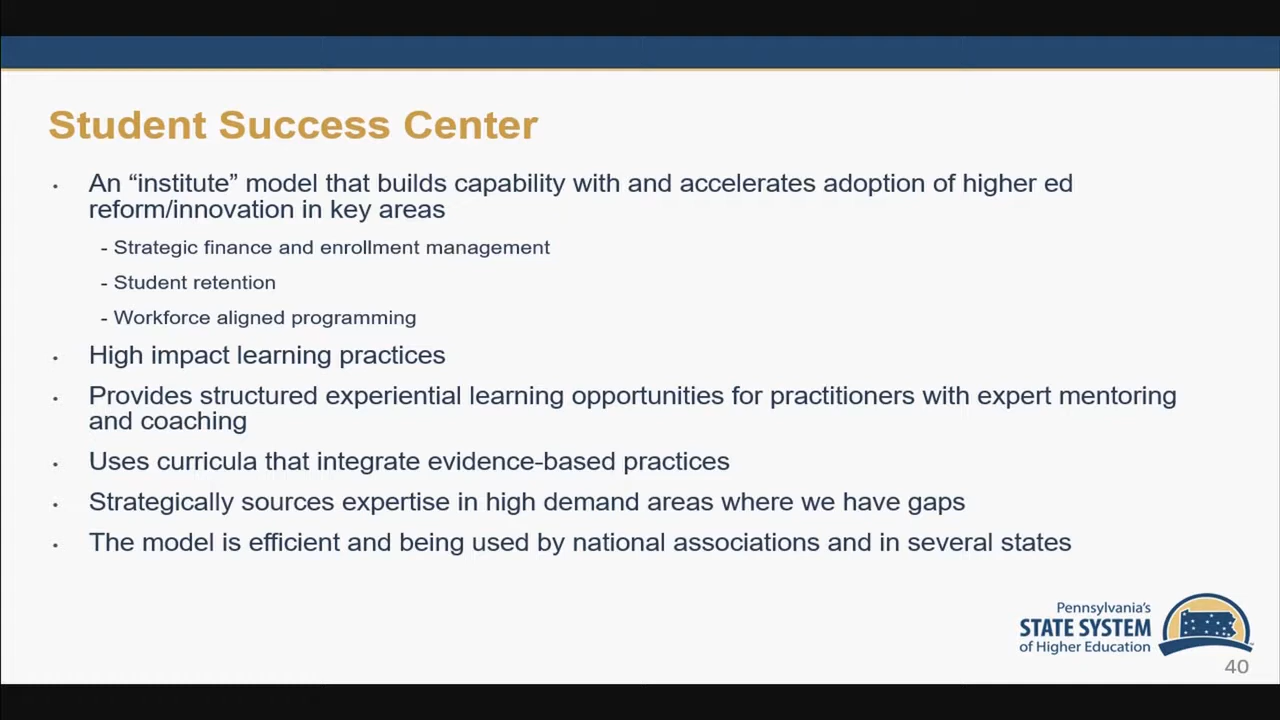 Student Success Center
· An “institute” model that builds capability with and accelerates adoption of higher ed
reform/innovation in key areas
- Strategic finance and enrollment management
- Student retention
- Workforce aligned programming
· High impact learning practices
· Provides structured experiential learning opportunities for practitioners with expert mentoring
and coaching
· Uses curricula that integrate evidence-based practices
· Strategically sources expertise in high demand areas where we have gaps
· The model is efficient and being used by national associations and in several states
Pennsylvania’s
STATE SYSTEM
of Higher Education
40